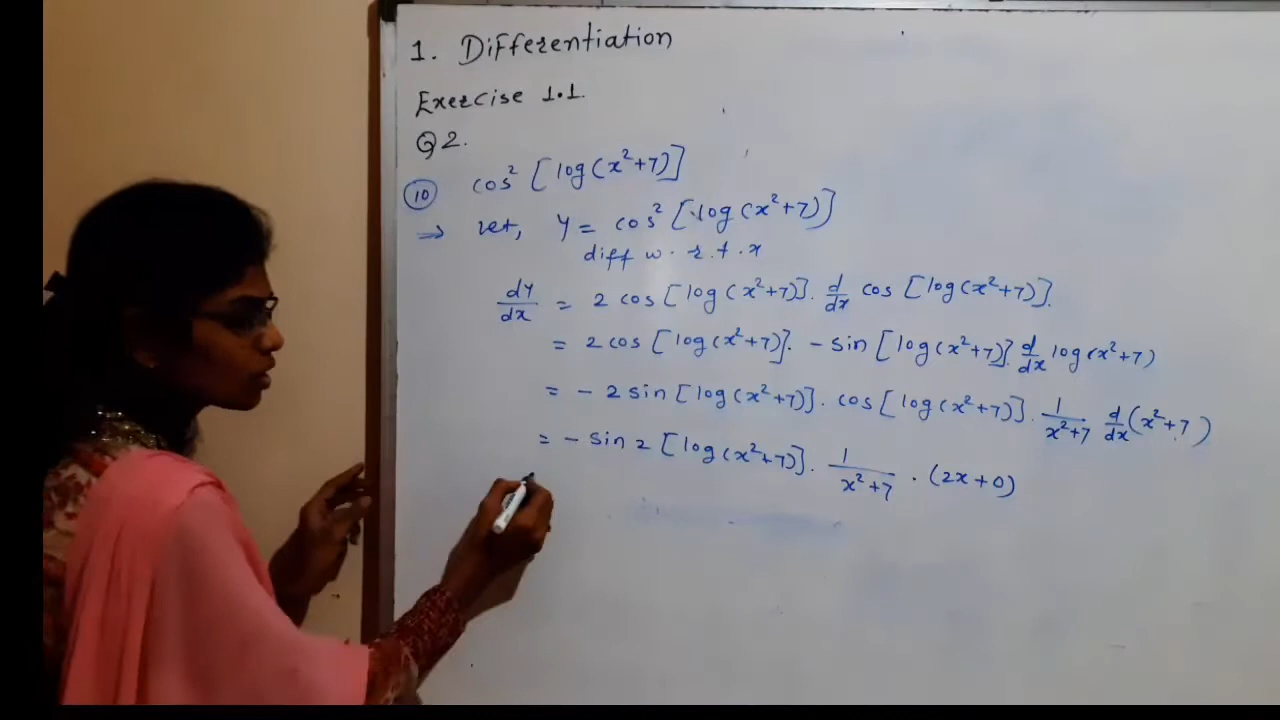 1. Differentiation
Exercise 1.1.
Q2.
(10) cos² [log(x²+7)]
⇒ Let, Y = cos² [log(x²+7)]
diff w.r.t.x
dY/dx = 2 cos [log(x²+7)]. d/dx cos [log(x²+7)].
= 2 cos [log(x²+7)]. - sin [log(x²+7)] d/dx log(x²+7)
= - 2 sin [log(x²+7)]. cos [log(x²+7)]. 1/x²+7 d/dx (x²+7)
= - sin 2 [log(x²+7)]. 1/x²+7 . (2x+0)